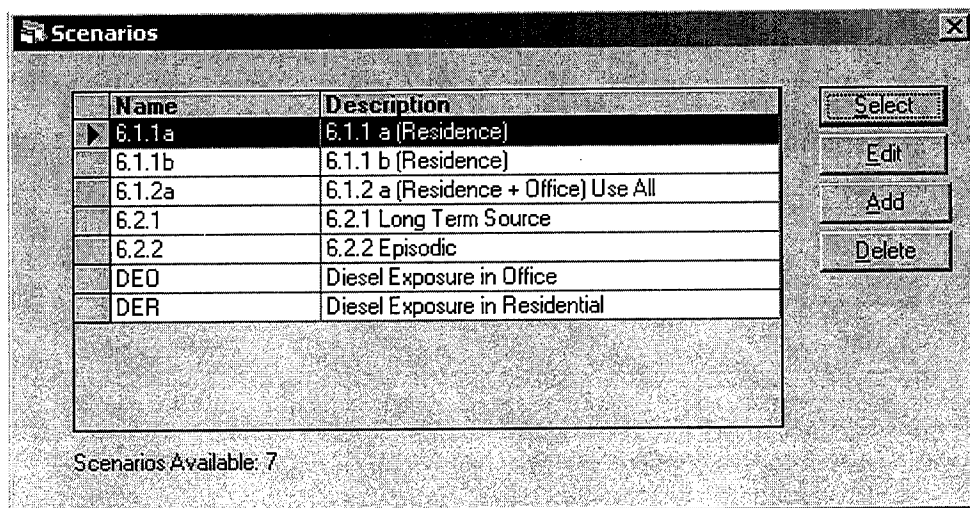 Scenarios
Name Description
6.1.1a 6.1.1 a (Residence)
6.1.1b 6.1.1 b (Residence)
6.1.2a 6.1.2 a (Residence + Office) Use All
6.2.1 6.2.1 Long Term Source
6.2.2 6.2.2 Episodic
DEO Diesel Exposure in Office
DER Diesel Exposure in Residential
Select
Edit
Add
Delete
Scenarios Available: 7